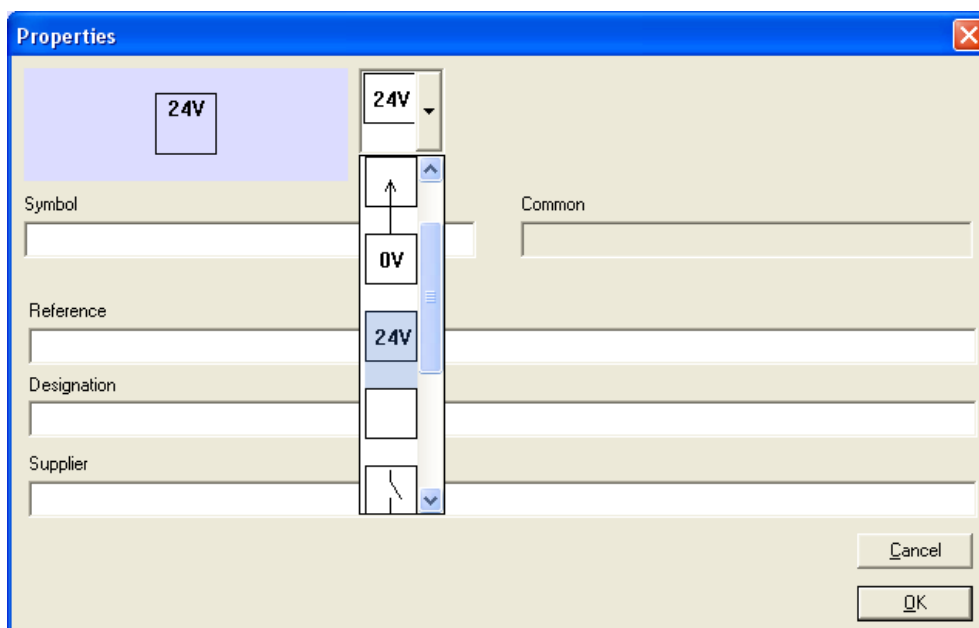 Properties
24V
24V
Symbol
Common
0V
24V
Reference
Designation
Supplier
Cancel
OK